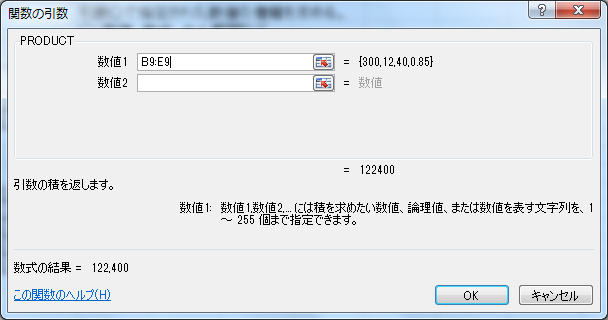 関数の引数
PRODUCT
数値1 B9:E9 = {300,12,40,0.85}
数値2 = 数値
= 122400
引数の積を返します。
数値1: 数値1,数値2,... には積を求めたい数値、論理値、または数値を表す文字列を、1
～ 255 個まで指定できます。
数式の結果 = 122,400
この関数のヘルプ(H)
OK キャンセル